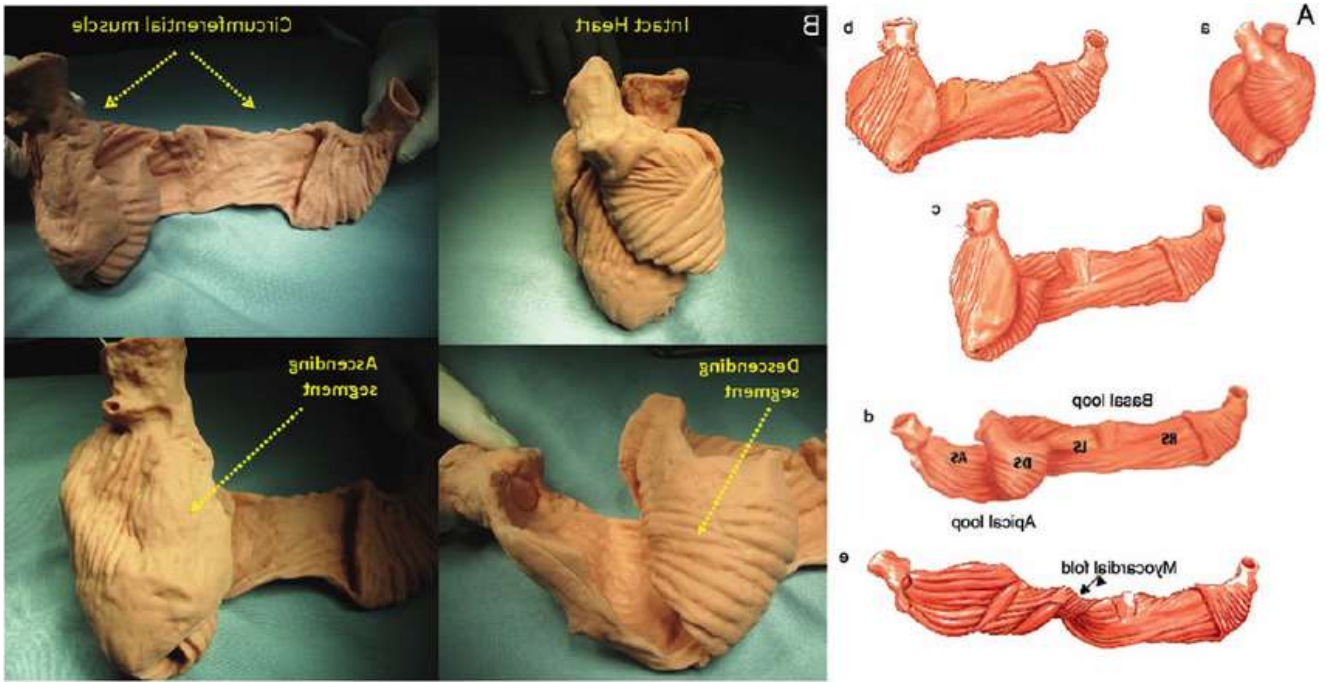 A
a
b
c
d
Basal loop
RS
LS
DS
AS
Apical loop
e
Myocardial fold
B
Intact Heart
Circumferential muscle
Descending
segment
Ascending
segment